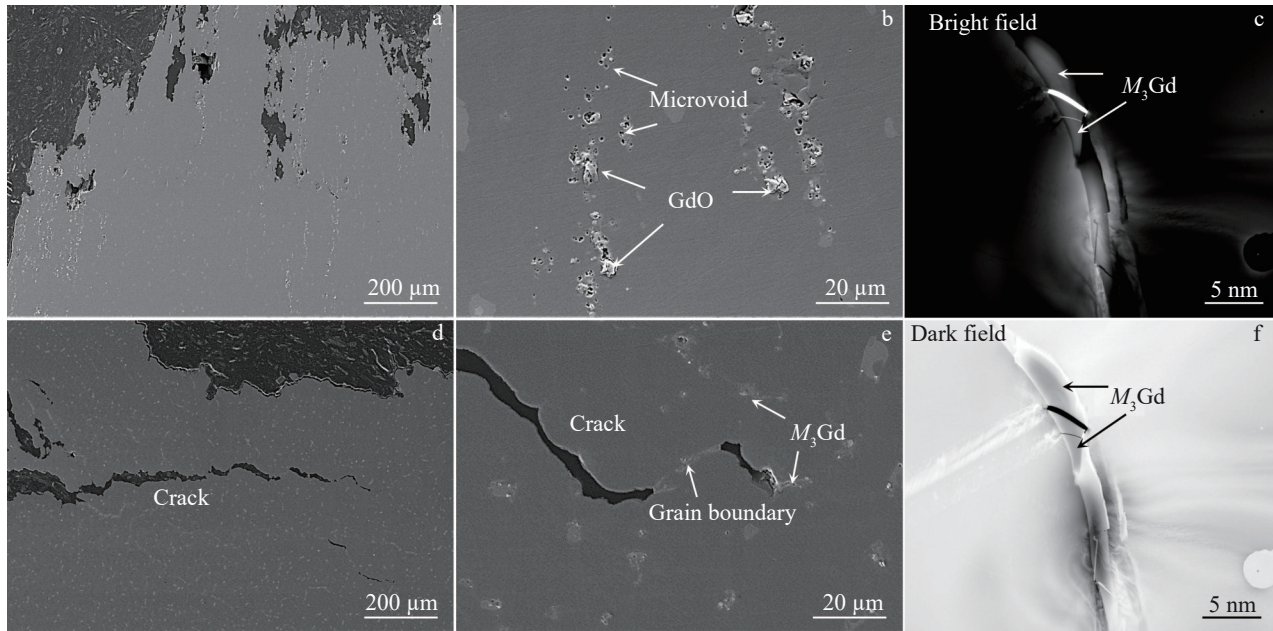 a
200 µm
b
Microvoid
GdO
20 µm
Bright field
c
M₃Gd
5 nm
d
Crack
200 µm
e
Crack
M₃Gd
Grain boundary
20 µm
Dark field
f
M₃Gd
5 nm